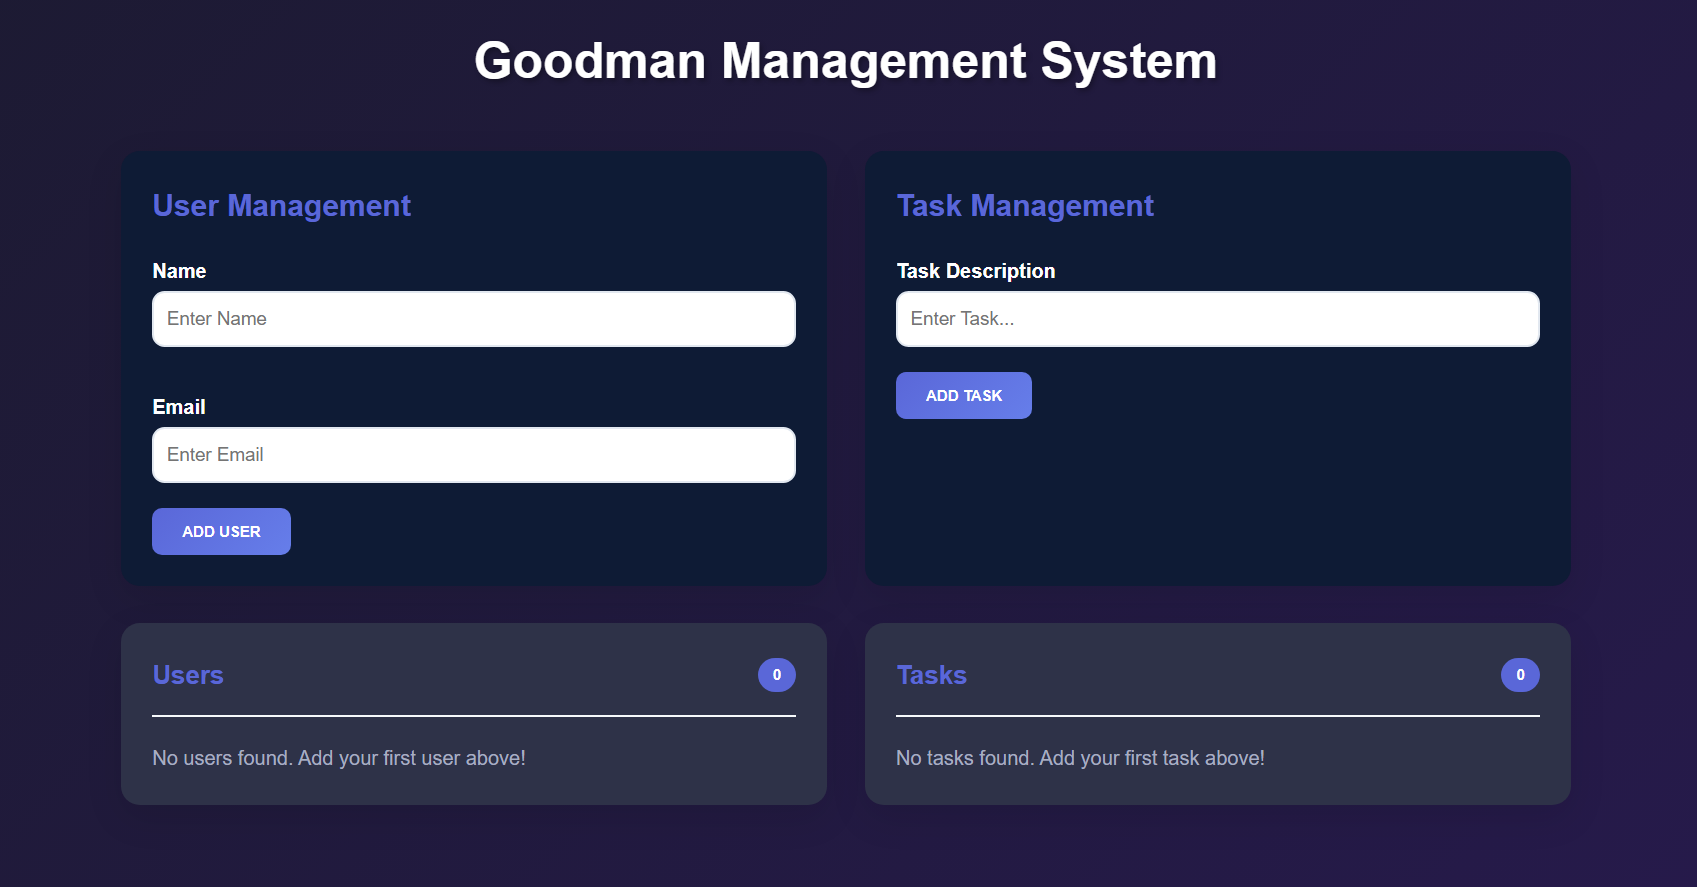 Goodman Management System
User Management
Name
Enter Name
Email
Enter Email
ADD USER
Task Management
Task Description
Enter Task...
ADD TASK
Users
0
No users found. Add your first user above!
Tasks
0
No tasks found. Add your first task above!